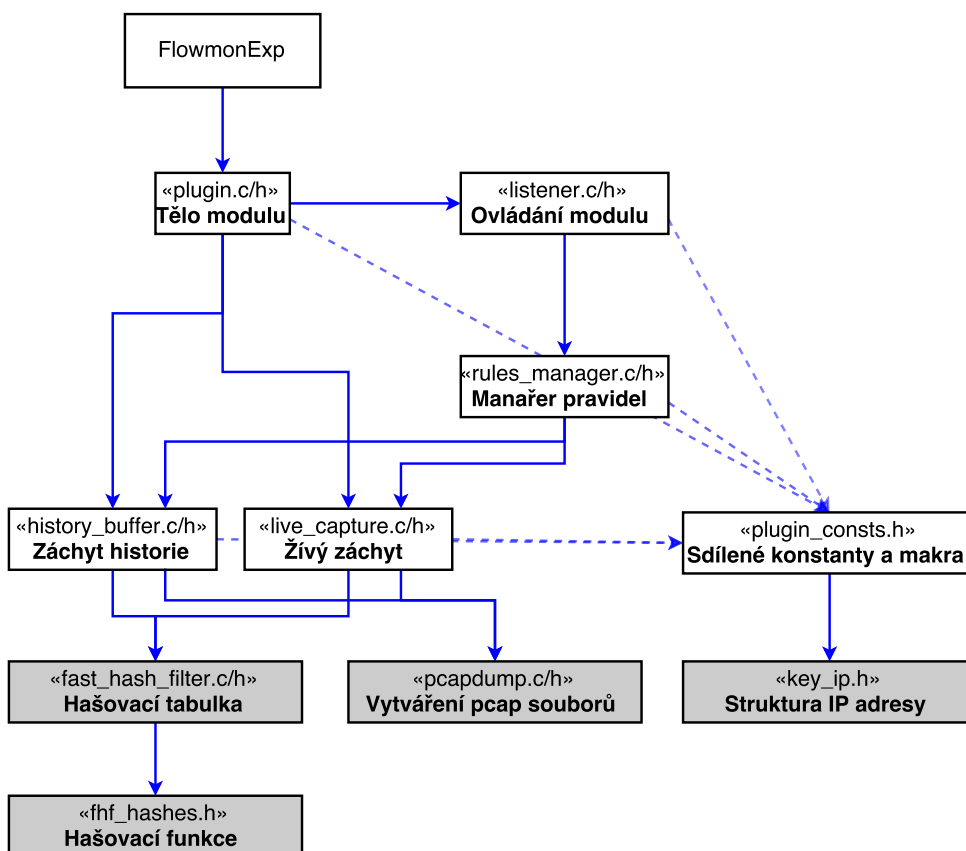 FlowmonExp
«plugin.c/h»
Tělo modulu
«listener.c/h»
Ovládání modulu
«rules_manager.c/h»
Manařer pravidel
«history_buffer.c/h»
Záchyt historie
«live_capture.c/h»
Žívý záchyt
«plugin_consts.h»
Sdílené konstanty a makra
«fast_hash_filter.c/h»
Hašovací tabulka
«pcapdump.c/h»
Vytváření pcap souborů
«key_ip.h»
Struktura IP adresy
«fhf_hashes.h»
Hašovací funkce